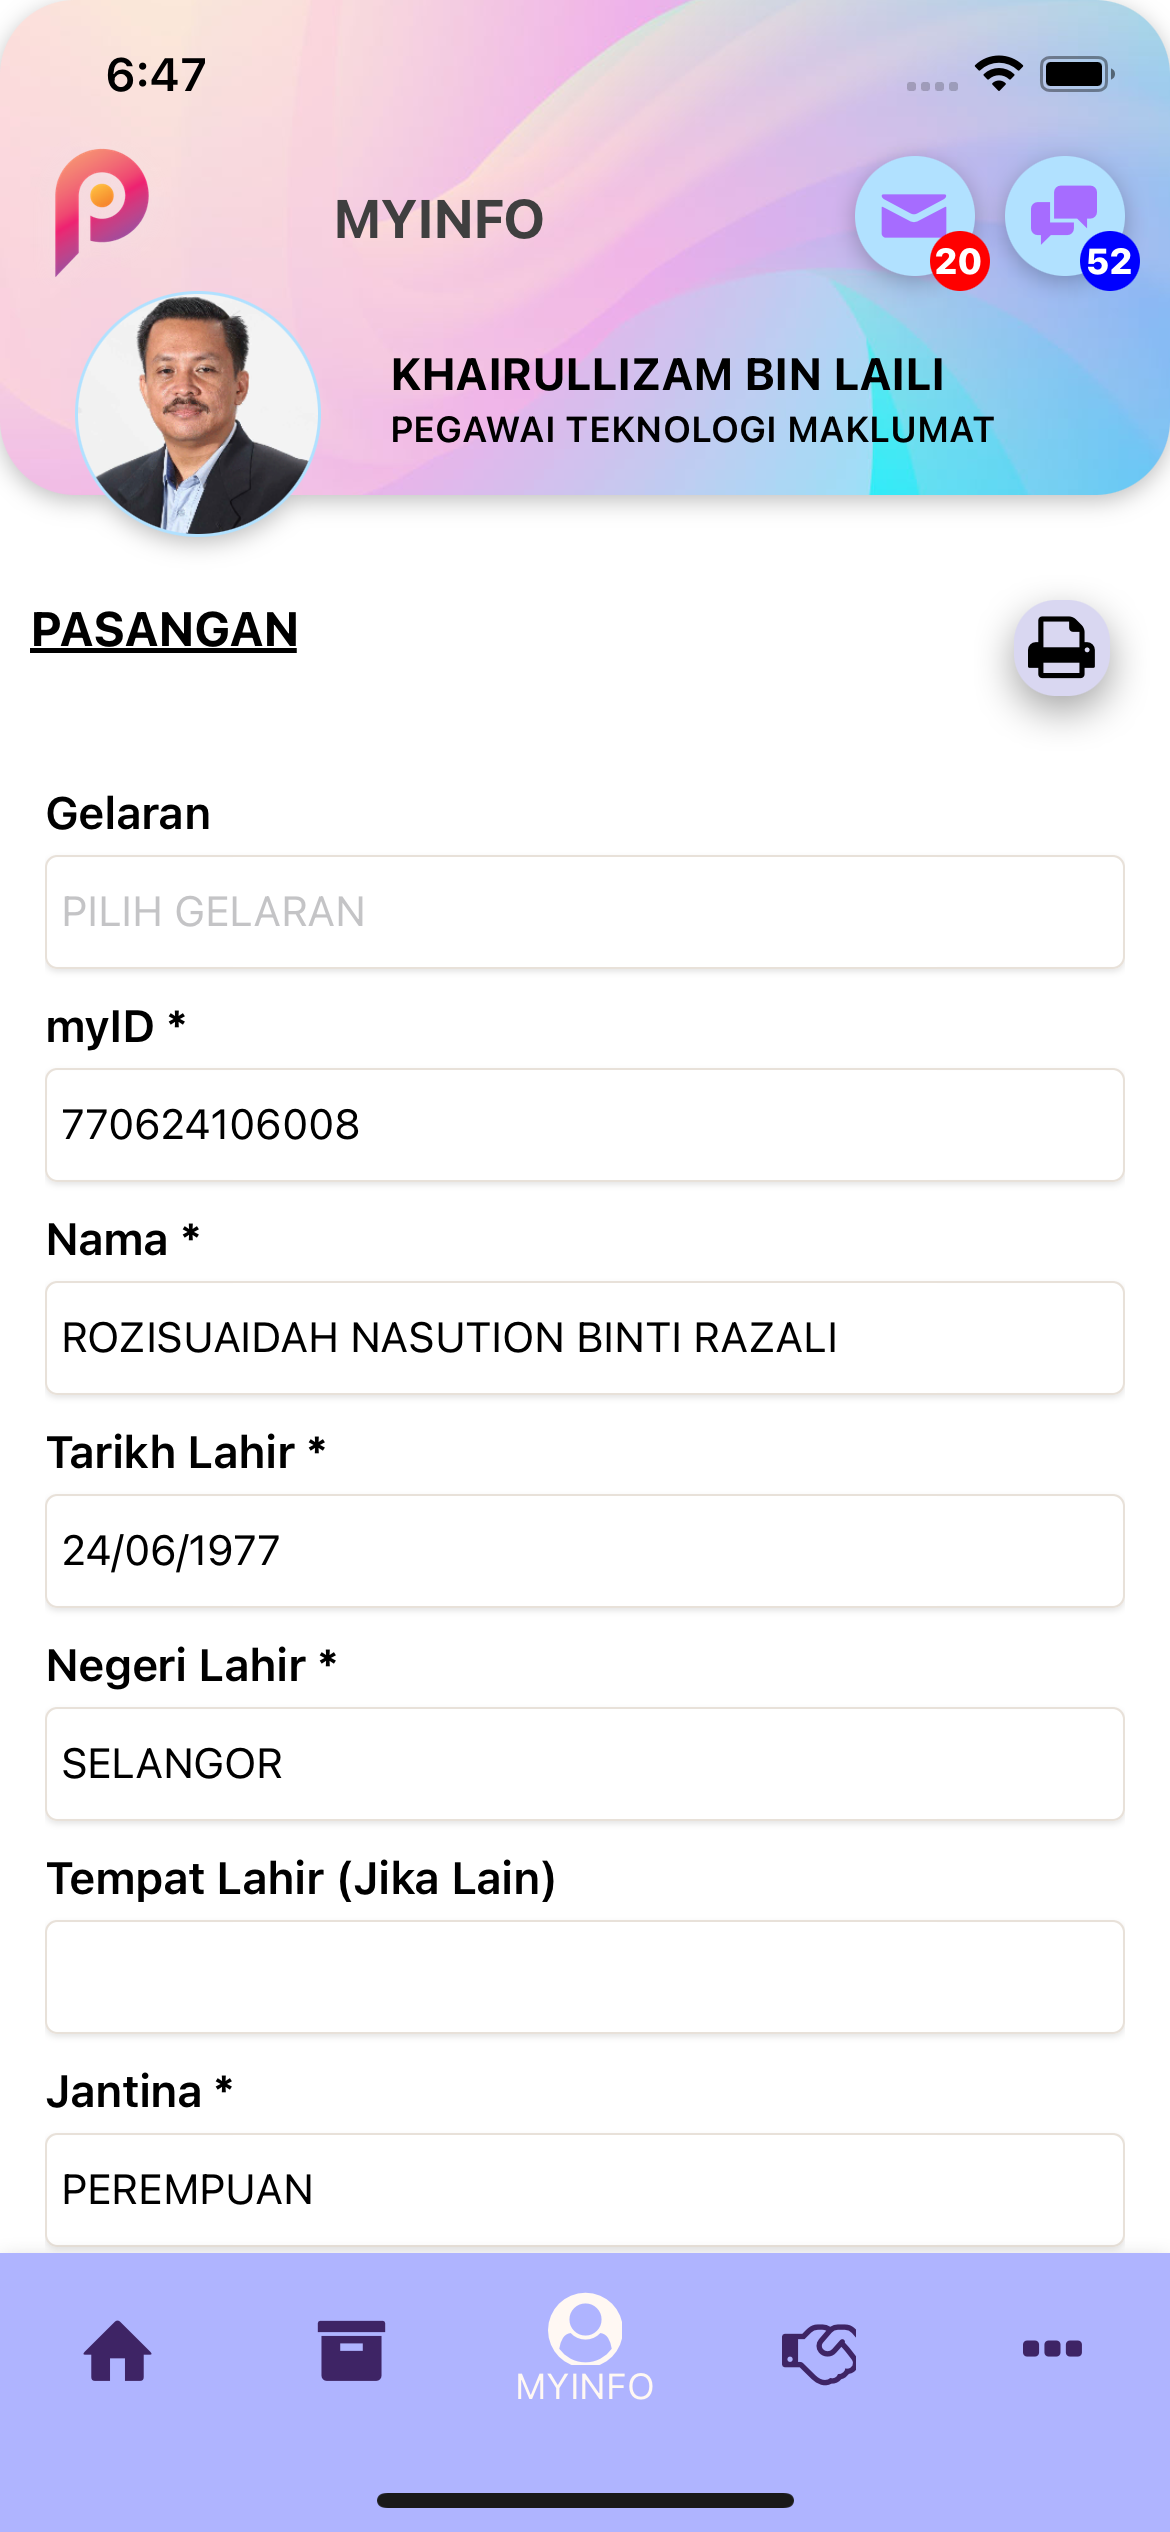 6:47
MYINFO
20
52
KHAIRULLIZAM BIN LAILI
PEGAWAI TEKNOLOGI MAKLUMAT
PASANGAN
Gelaran
PILIH GELARAN
myID *
770624106008
Nama *
ROZISUAIDAH NASUTION BINTI RAZALI
Tarikh Lahir *
24/06/1977
Negeri Lahir *
SELANGOR
Tempat Lahir (Jika Lain)
Jantina *
PEREMPUAN
MYINFO